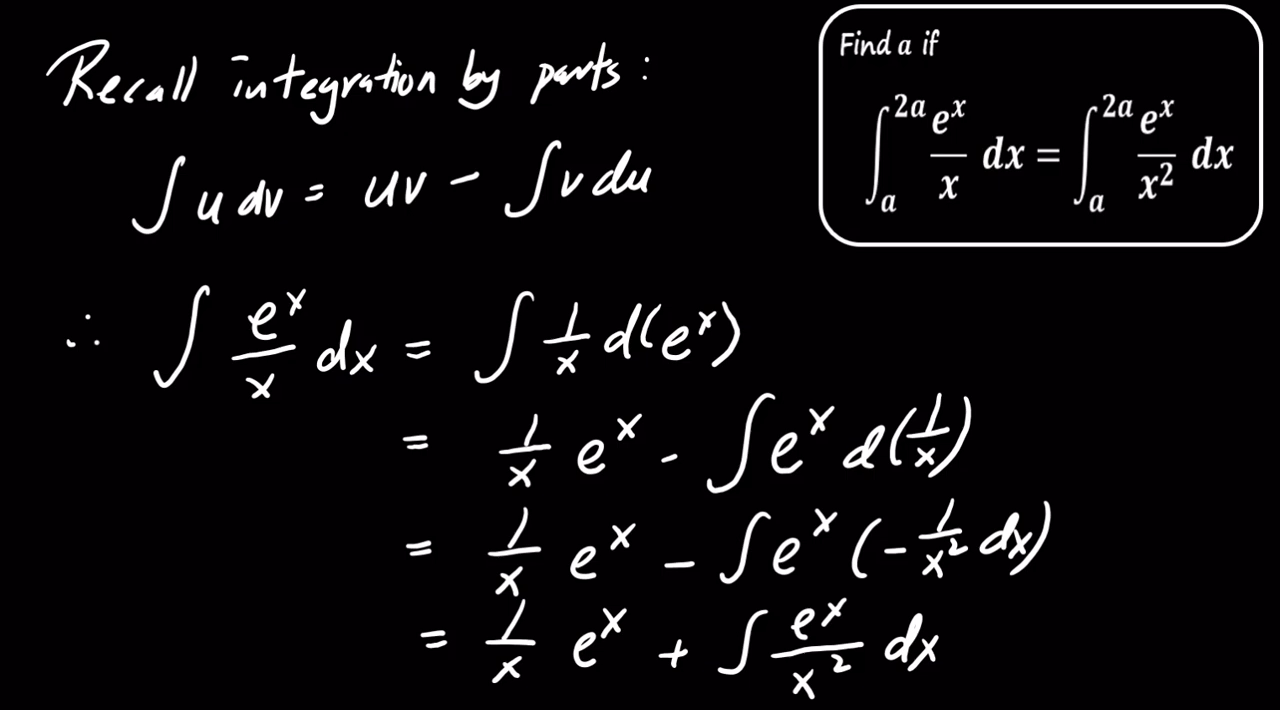 Recall integration by parts:
∫ u dv = uv − ∫ v du
Find a if
∫_a^{2a} e^x/x dx = ∫_a^{2a} e^x/x^2 dx
∴ ∫ e^x/x dx = ∫ 1/x d(e^x)
= 1/x e^x - ∫ e^x d(1/x)
= 1/x e^x − ∫ e^x (− 1/x^2 dx)
= 1/x e^x + ∫ e^x/x^2 dx